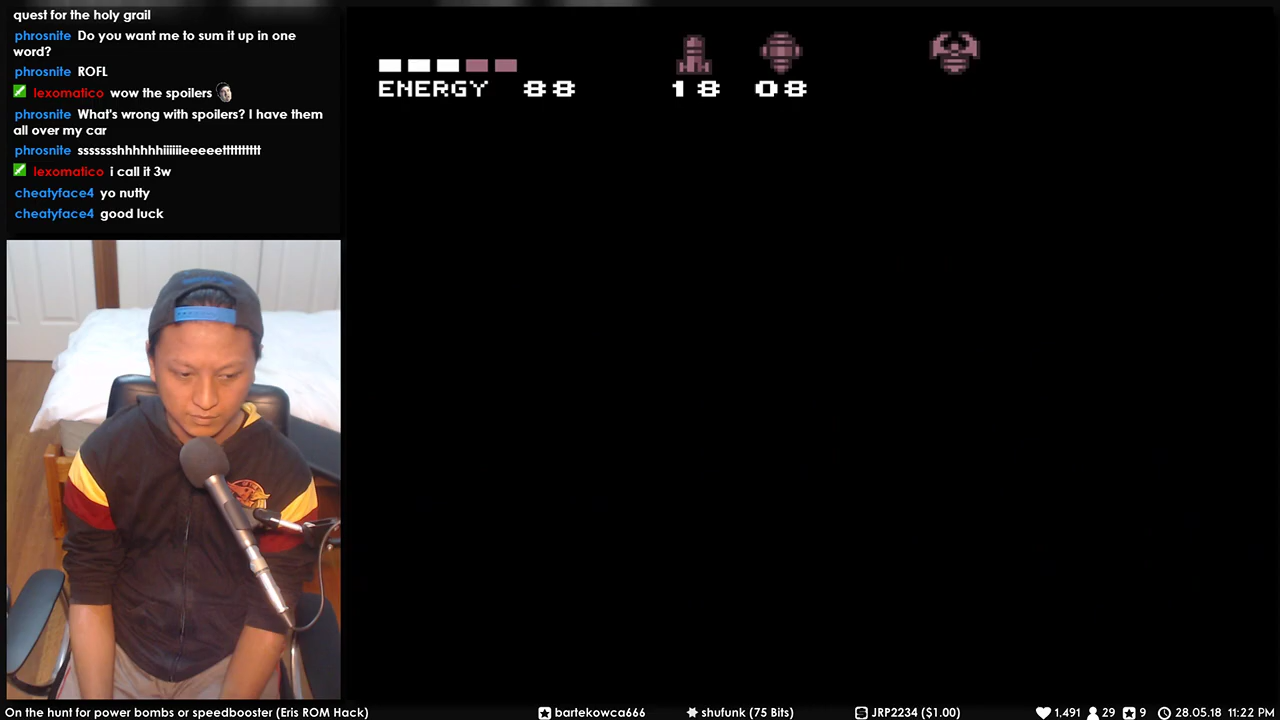 quest for the holy grail
phrosnite Do you want me to sum it up in one
word?
phrosnite ROFL
lexomatico wow the spoilers
phrosnite What's wrong with spoilers? I have them
all over my car
phrosnite ssssssshhhhhhiiiiiiieeeeettttttttttt
lexomatico i call it 3w
cheatyface4 yo nutty
cheatyface4 good luck
ENERGY 88 18 08
On the hunt for power bombs or speedbooster (Eris ROM Hack) bartekowca666 shufunk (75 Bits) JRP2234 ($1.00) 1,491 29 9 28.05.18 11:22 PM